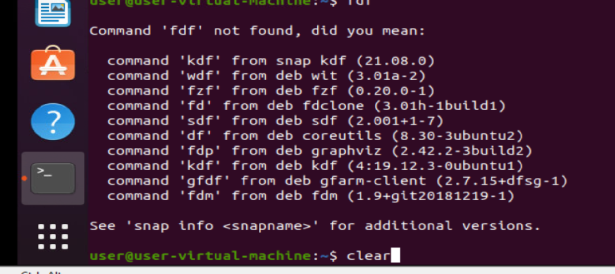 user@user-virtual-machine:~$ fdf
Command 'fdf' not found, did you mean:
command 'kdf' from snap kdf (21.08.0)
command 'wdf' from deb wit (3.01a-2)
command 'fzf' from deb fzf (0.20.0-1)
command 'fd' from deb fdclone (3.01h-1build1)
command 'sdf' from deb sdf (2.001+1-7)
command 'df' from deb coreutils (8.30-3ubuntu2)
command 'fdp' from deb graphviz (2.42.2-3build2)
command 'kdf' from deb kdf (4:19.12.3-0ubuntu1)
command 'gfdf' from deb gfarm-client (2.7.15+dfsg-1)
command 'fdm' from deb fdm (1.9+git20181219-1)
See 'snap info <snapname>' for additional versions.
user@user-virtual-machine:~$ clear